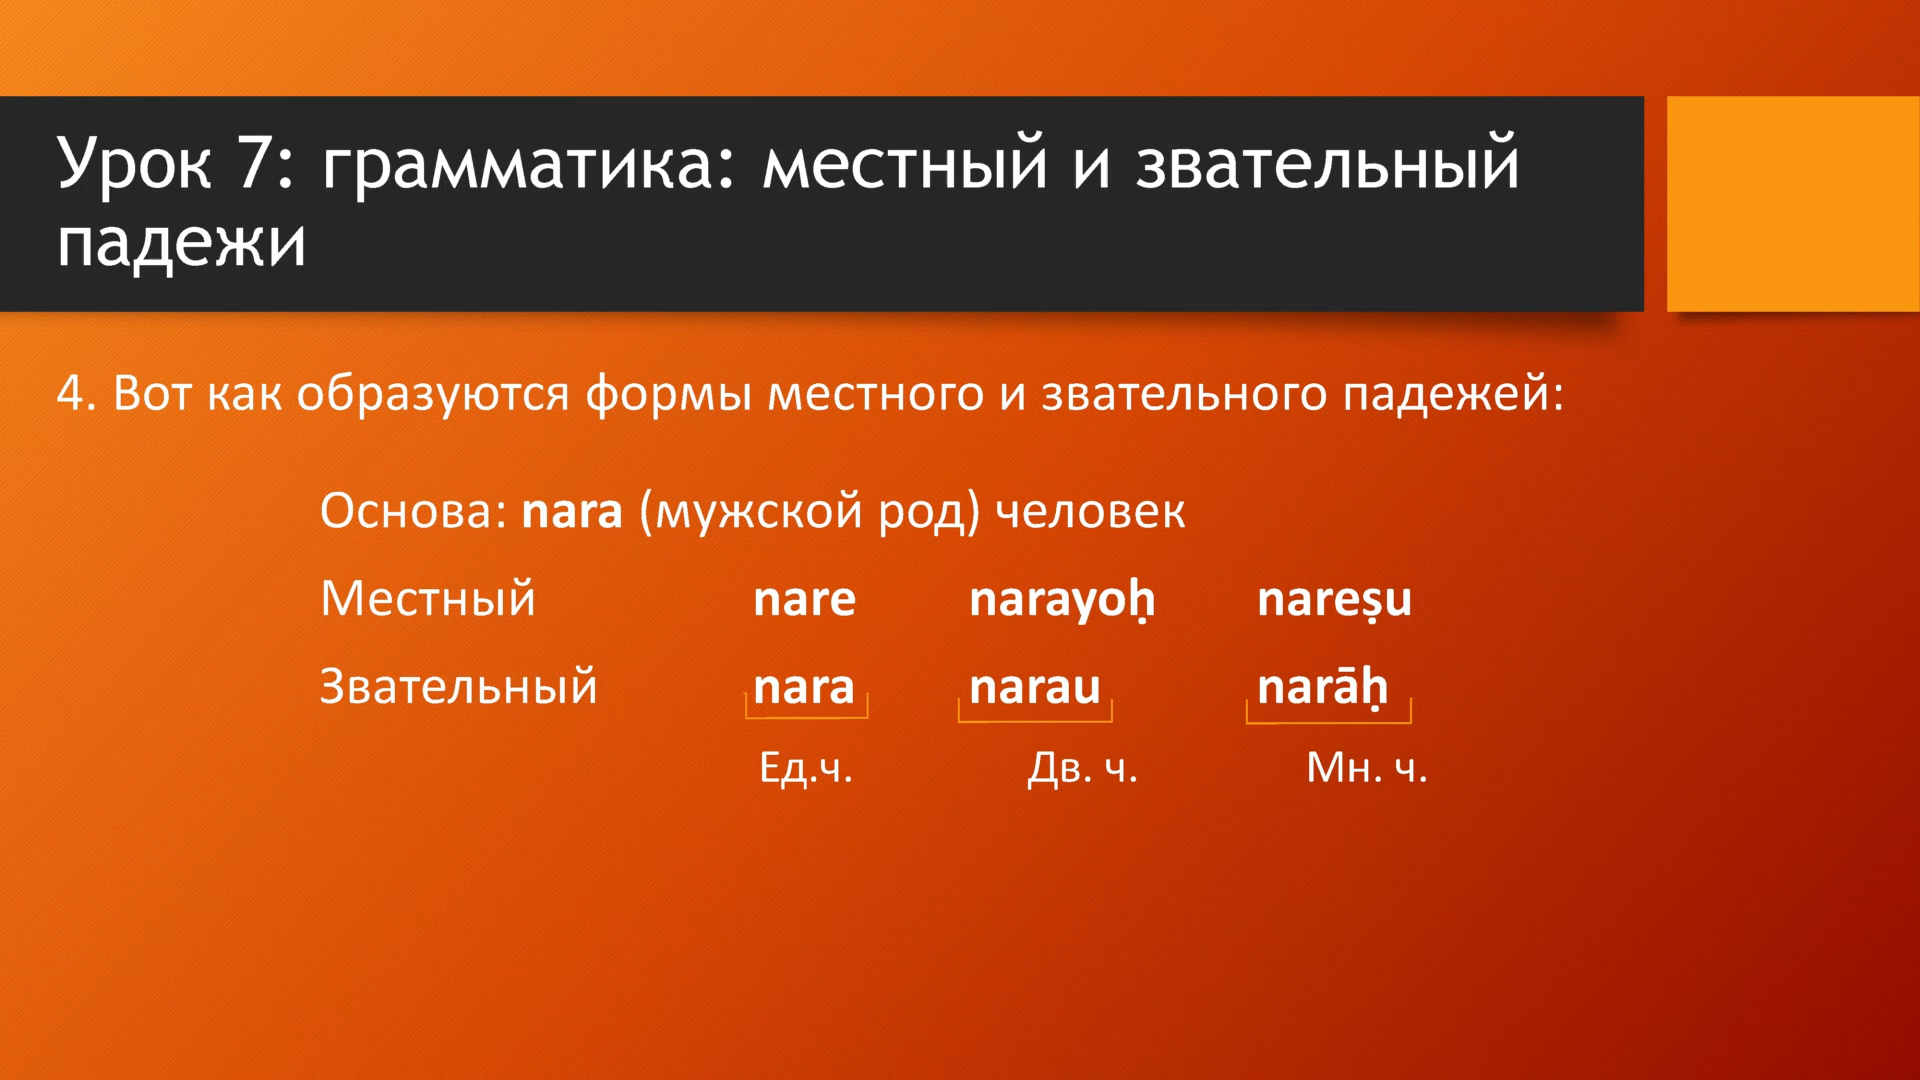 Урок 7: грамматика: местный и звательный
падежи
4. Вот как образуются формы местного и звательного падежей:
Основа: nara (мужской род) человек
Местный nare narayoḥ nareṣu
Звательный nara narau narāḥ
Ед.ч. Дв. ч. Мн. ч.